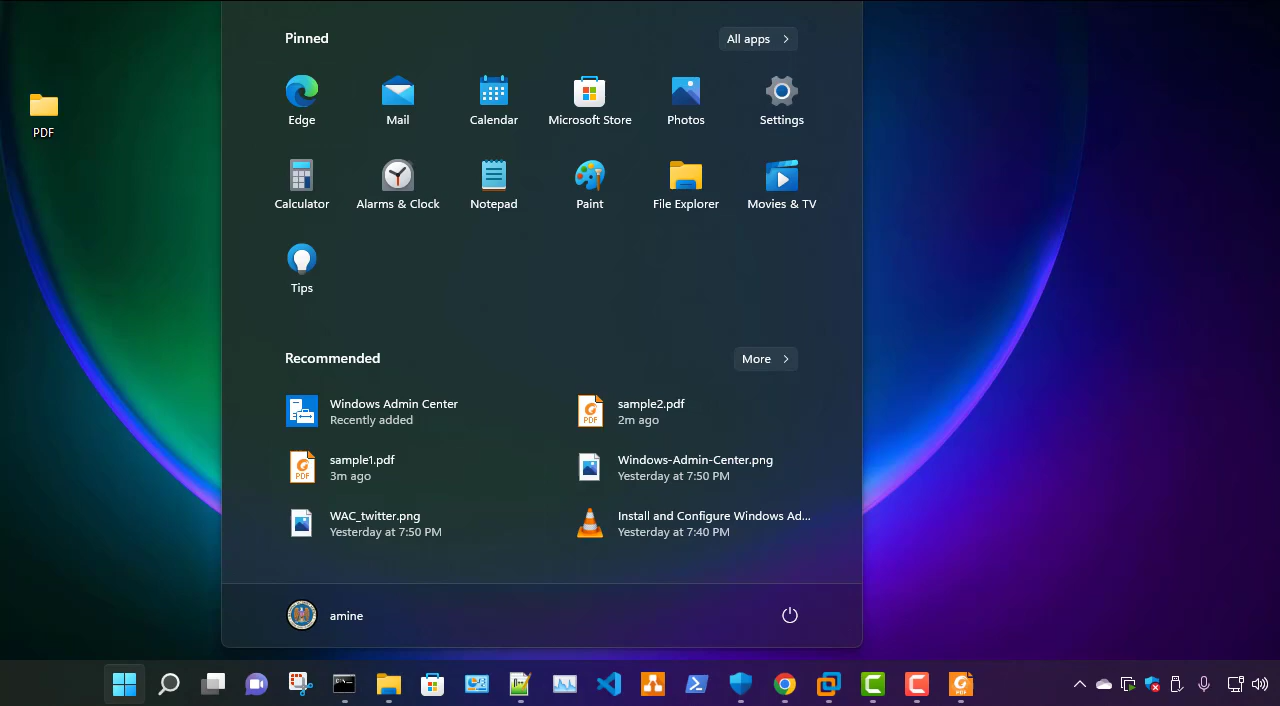 Pinned
All apps
PDF
Edge
Mail
Calendar
Microsoft Store
Photos
Settings
Calculator
Alarms & Clock
Notepad
Paint
File Explorer
Movies & TV
Tips
Recommended
More
Windows Admin Center
Recently added
PDF
sample2.pdf
2m ago
PDF
sample1.pdf
3m ago
Windows-Admin-Center.png
Yesterday at 7:50 PM
WAC_twitter.png
Yesterday at 7:50 PM
Install and Configure Windows Ad...
Yesterday at 7:40 PM
amine
PDF